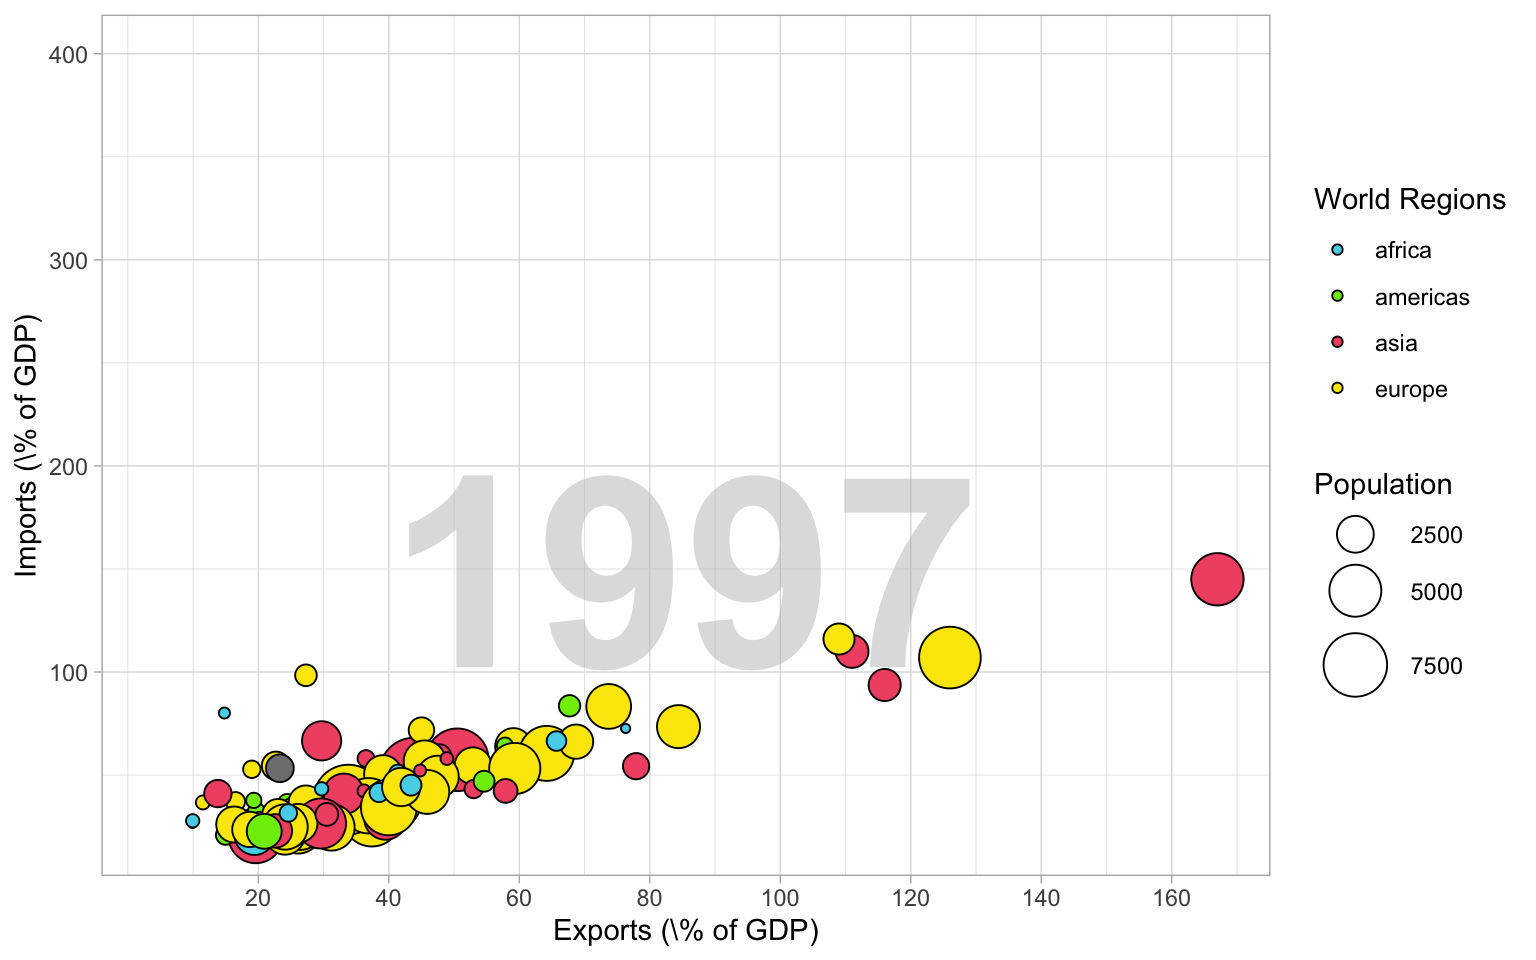 400
300
200
100
Imports (\% of GDP)
1997
20 40 60 80 100 120 140 160
Exports (\% of GDP)
World Regions
africa
americas
asia
europe
Population
2500
5000
7500